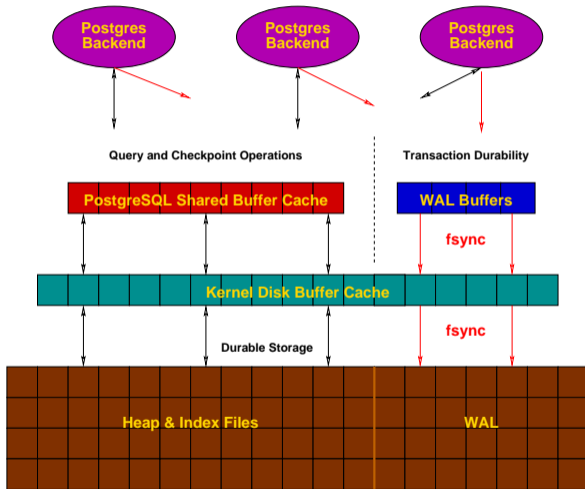 Postgres
Backend
Postgres
Backend
Postgres
Backend
Query and Checkpoint Operations
Transaction Durability
PostgreSQL Shared Buffer Cache
WAL Buffers
fsync
Kernel Disk Buffer Cache
fsync
Durable Storage
Heap & Index Files
WAL